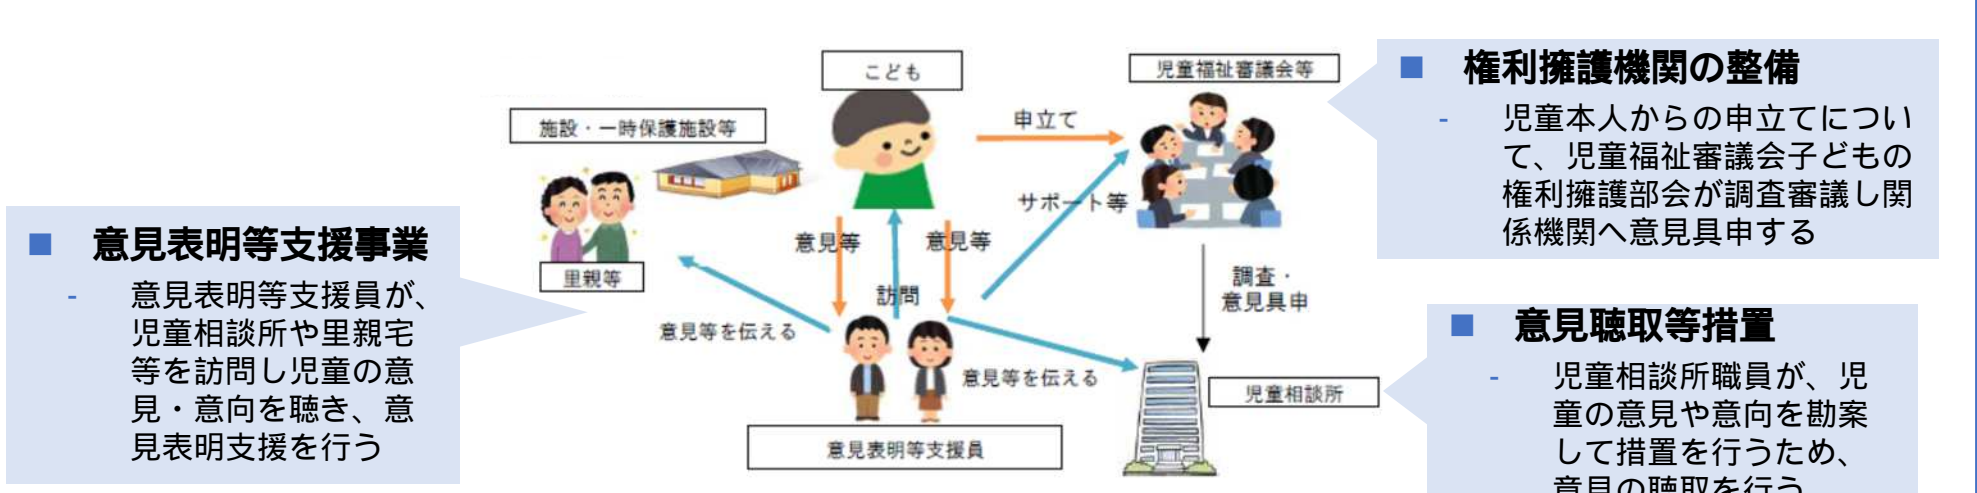 こども
児童福祉審議会等
施設・一時保護施設等
申立て
サポート等
意見等
意見等
里親等
訪問
調査・
意見具申
意見等を伝える
意見等を伝える
児童相談所
意見表明等支援員
■ 意見表明等支援事業
- 意見表明等支援員が、
児童相談所や里親宅
等を訪問し児童の意
見・意向を聴き、意
見表明支援を行う
■ 権利擁護機関の整備
- 児童本人からの申立てについ
て、児童福祉審議会子どもの
権利擁護部会が調査審議し関
係機関へ意見具申する
■ 意見聴取等措置
- 児童相談所職員が、児
童の意見や意向を勘案
して措置を行うため、
意見の聴取を行う